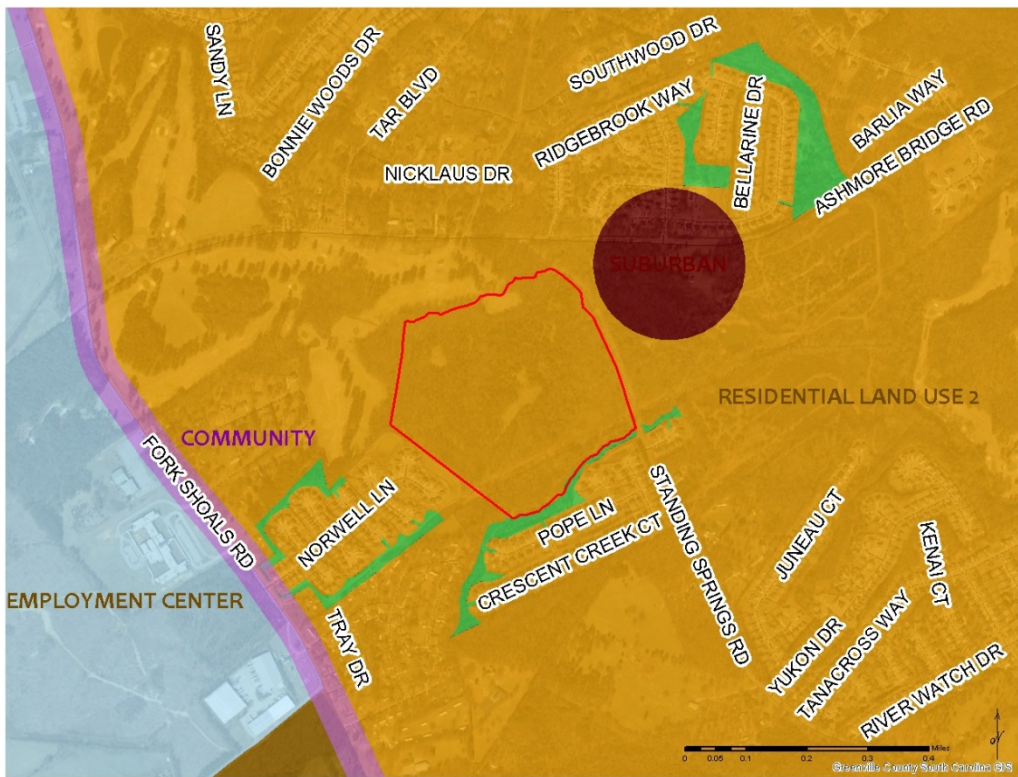 SANDY LN
BONNIE WOODS DR
TAR BLVD
SOUTHWOOD DR
RIDGEBROOK WAY
BELLARINE DR
BARLIA WAY
ASHMORE BRIDGE RD
NICKLAUS DR
SUBURBAN
RESIDENTIAL LAND USE 2
COMMUNITY
FORK SHOALS RD
NORWELL LN
POPE LN
CRESCENT CREEK CT
STANDING SPRINGS RD
JUNEAU CT
KENAI CT
EMPLOYMENT CENTER
TRAY DR
YUKON DR
TANACROSS WAY
RIVER WATCH DR
Miles
0 0.05 0.1 0.2 0.3 0.4
Greenville County South Carolina GIS